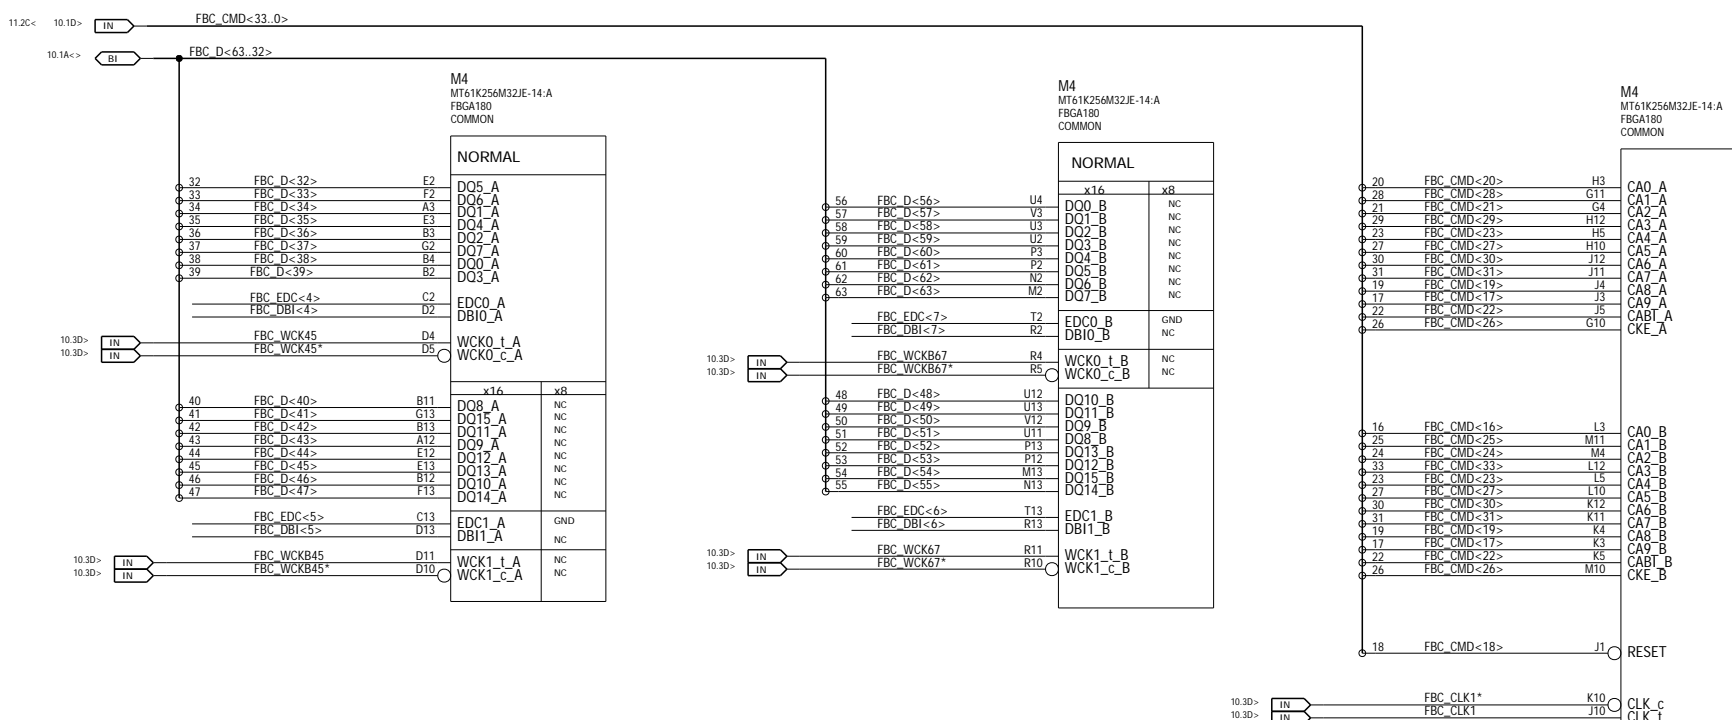 11.2C< 10.1D> IN FBC_CMD<33..0>
10.1A<> BI FBC_D<63..32>
M4
MT61K256M32JE-14:A
FBGA180
COMMON
NORMAL
32 FBC_D<32> E2 DQ5_A
33 FBC_D<33> F2 DQ6_A
34 FBC_D<34> A3 DQ1_A
35 FBC_D<35> E3 DQ4_A
36 FBC_D<36> B3 DQ2_A
37 FBC_D<37> G2 DQ7_A
38 FBC_D<38> B4 DQ0_A
39 FBC_D<39> B2 DQ3_A
FBC_EDC<4> C2 EDC0_A
FBC_DBI<4> D2 DBI0_A
10.3D> IN FBC_WCK45 D4 WCK0_t_A
10.3D> IN FBC_WCK45* D5 WCK0_c_A
x16 x8
40 FBC_D<40> B11 DQ8_A NC
41 FBC_D<41> G13 DQ15_A NC
42 FBC_D<42> B13 DQ11_A NC
43 FBC_D<43> A12 DQ9_A NC
44 FBC_D<44> E12 DQ12_A NC
45 FBC_D<45> E13 DQ13_A NC
46 FBC_D<46> B12 DQ10_A NC
47 FBC_D<47> F13 DQ14_A NC
FBC_EDC<5> C13 EDC1_A GND
FBC_DBI<5> D13 DBI1_A NC
10.3D> IN FBC_WCKB45 D11 WCK1_t_A NC
10.3D> IN FBC_WCKB45* D10 WCK1_c_A NC
M4
MT61K256M32JE-14:A
FBGA180
COMMON
NORMAL
x16 x8
56 FBC_D<56> U4 DQ0_B NC
57 FBC_D<57> V3 DQ1_B NC
58 FBC_D<58> U3 DQ2_B NC
59 FBC_D<59> U2 DQ3_B NC
60 FBC_D<60> P3 DQ4_B NC
61 FBC_D<61> P2 DQ5_B NC
62 FBC_D<62> N2 DQ6_B NC
63 FBC_D<63> M2 DQ7_B NC
FBC_EDC<7> T2 EDC0_B GND
FBC_DBI<7> R2 DBI0_B NC
10.3D> IN FBC_WCKB67 R4 WCK0_t_B NC
10.3D> IN FBC_WCKB67* R5 WCK0_c_B NC
48 FBC_D<48> U12 DQ10_B
49 FBC_D<49> U13 DQ11_B
50 FBC_D<50> V12 DQ9_B
51 FBC_D<51> U11 DQ8_B
52 FBC_D<52> P13 DQ13_B
53 FBC_D<53> P12 DQ12_B
54 FBC_D<54> M13 DQ15_B
55 FBC_D<55> N13 DQ14_B
FBC_EDC<6> T13 EDC1_B
FBC_DBI<6> R13 DBI1_B
10.3D> IN FBC_WCK67 R11 WCK1_t_B
10.3D> IN FBC_WCK67* R10 WCK1_c_B
M4
MT61K256M32JE-14:A
FBGA180
COMMON
20 FBC_CMD<20> H3 CA0_A
28 FBC_CMD<28> G11 CA1_A
21 FBC_CMD<21> G4 CA2_A
29 FBC_CMD<29> H12 CA3_A
23 FBC_CMD<23> H5 CA4_A
27 FBC_CMD<27> H10 CA5_A
30 FBC_CMD<30> J12 CA6_A
31 FBC_CMD<31> J11 CA7_A
19 FBC_CMD<19> J4 CA8_A
17 FBC_CMD<17> J3 CA9_A
22 FBC_CMD<22> J5 CABI_A
26 FBC_CMD<26> G10 CKE_A
16 FBC_CMD<16> L3 CA0_B
25 FBC_CMD<25> M11 CA1_B
24 FBC_CMD<24> M4 CA2_B
33 FBC_CMD<33> L12 CA3_B
23 FBC_CMD<23> L5 CA4_B
27 FBC_CMD<27> L10 CA5_B
30 FBC_CMD<30> K12 CA6_B
31 FBC_CMD<31> K11 CA7_B
19 FBC_CMD<19> K4 CA8_B
17 FBC_CMD<17> K3 CA9_B
22 FBC_CMD<22> K5 CABI_B
26 FBC_CMD<26> M10 CKE_B
18 FBC_CMD<18> J1 RESET
10.3D> IN FBC_CLK1* K10 CLK_c
10.3D> IN FBC_CLK1 J10 CLK_t